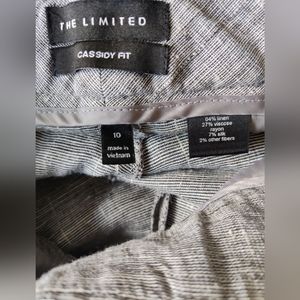 THE LIMITED
CASSIDY FIT
10
made in
vietnam
64% linen
27% viscose
rayon
7% silk
2% other fibers